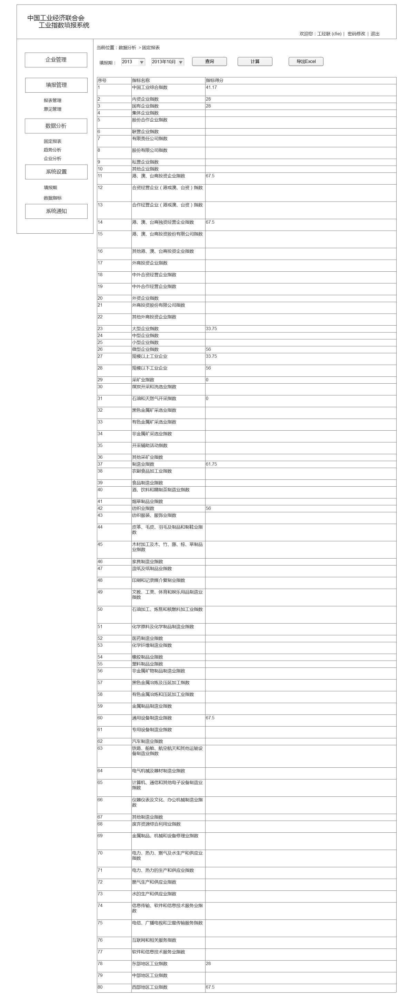 中国工业经济联合会
工业指数填报系统
欢迎您：工经联 (cfie) | 密码修改 | 退出
企业管理
填报管理
报表管理
意见管理
数据分析
固定报表
趋势分析
企业分析
系统设置
填报期
数据指标
系统通知
当前位置：数据分析 > 固定报表
填报期： 2013 2013年10月 查询 计算 导出Excel
序号 指标名称 指标得分
1 中国工业综合指数 41.17
2 内资企业指数 28
3 国有企业指数 28
4 集体企业指数
5 股份合作企业指数
6 联营企业指数
7 有限责任公司指数
8 股份有限公司指数
9 私营企业指数
10 其他企业指数
11 港、澳、台商投资企业指数 67.5
12 合资经营企业（港或澳、台资）指数
13 合作经营企业（港或澳、台资）指数
14 港、澳、台商独资经营企业指数 67.5
15 港、澳、台商投资股份有限公司指数
16 其他港、澳、台商投资企业指数
17 外商投资企业指数
18 中外合资经营企业指数
19 中外合作经营企业指数
20 外资企业指数
21 外商投资股份有限公司指数
22 其他外商投资企业指数
23 大型企业指数 33.75
24 中型企业指数
25 小型企业指数
26 微型企业指数 56
27 规模以上工业企业 33.75
28 规模以下工业企业 56
29 采矿业指数 0
30 煤炭开采和洗选业指数
31 石油和天然气开采指数 0
32 黑色金属矿采选业指数
33 有色金属矿采选业指数
34 非金属矿采选业指数
35 开采辅助活动指数
36 其他采矿业指数
37 制造业指数 61.75
38 农副食品加工业指数
39 食品制造业指数
40 酒、饮料和精制茶制造业指数
41 烟草制品业指数
42 纺织业指数 56
43 纺织服装、服饰业指数
44 皮革、毛皮、羽毛及制品和制鞋业指
数
45 木材加工及木、竹、藤、棕、草制品
业指数
46 家具制造业指数
47 造纸及纸制品业指数
48 印刷和记录媒介复制业指数
49 文教、工美、体育和娱乐用品制造业
指数
50 石油加工、炼焦和核燃料加工业指数
51 化学原料及化学制品制造业指数
52 医药制造业指数
53 化学纤维制造业指数
54 橡胶制品业指数
55 塑料制品业指数
56 非金属矿物制品制造业指数
57 黑色金属冶炼及压延加工指数
58 有色金属冶炼和压延加工业指数
59 金属制品制造业指数
60 通用设备制造业指数 67.5
61 专用设备制造业指数
62 汽车制造业指数
63 铁路、船舶、航空航天和其他运输设
备制造业指数
64 电气机械及器材制造业指数
65 计算机、通信和其他电子设备制造业
指数
66 仪器仪表及文化、办公机械制造业指
数
67 其他制造业指数
68 废弃资源综合利用业指数
69 金属制品、机械和设备修理业指数
70 电力、热力、燃气及水生产和供应业
指数
71 电力、热力的生产和供应业指数
72 燃气生产和供应业指数
73 水的生产和供应业指数
74 信息传输、软件和信息技术服务业指
数
75 电信、广播电视和卫星传输服务指数
76 互联网和相关服务指数
77 软件和信息技术服务业指数
78 东部地区工业指数 28
79 中部地区工业指数
80 西部地区工业指数 67.5